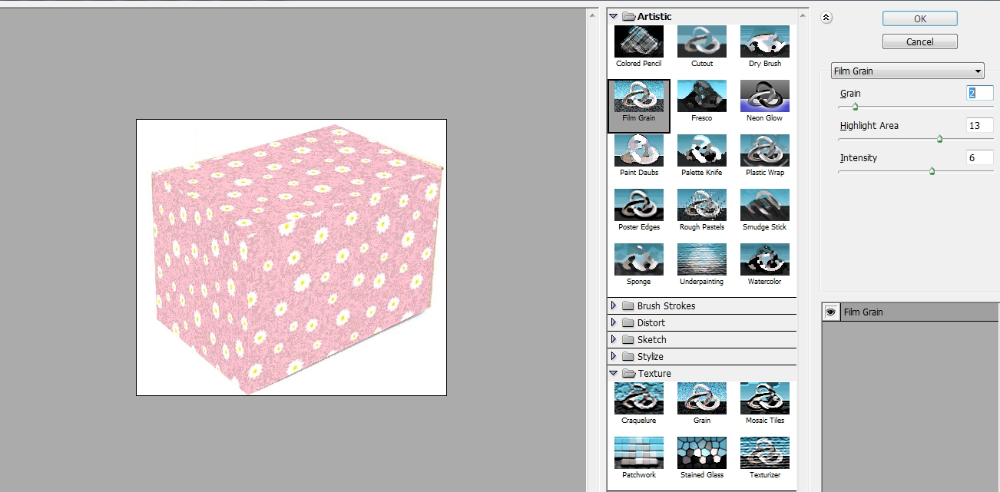 Artistic
Colored Pencil
Cutout
Dry Brush
Film Grain
Fresco
Neon Glow
Paint Daubs
Palette Knife
Plastic Wrap
Poster Edges
Rough Pastels
Smudge Stick
Sponge
Underpainting
Watercolor
Brush Strokes
Distort
Sketch
Stylize
Texture
Craquelure
Grain
Mosaic Tiles
Patchwork
Stained Glass
Texturizer
OK
Cancel
Film Grain
Grain 2
Highlight Area 13
Intensity 6
Film Grain